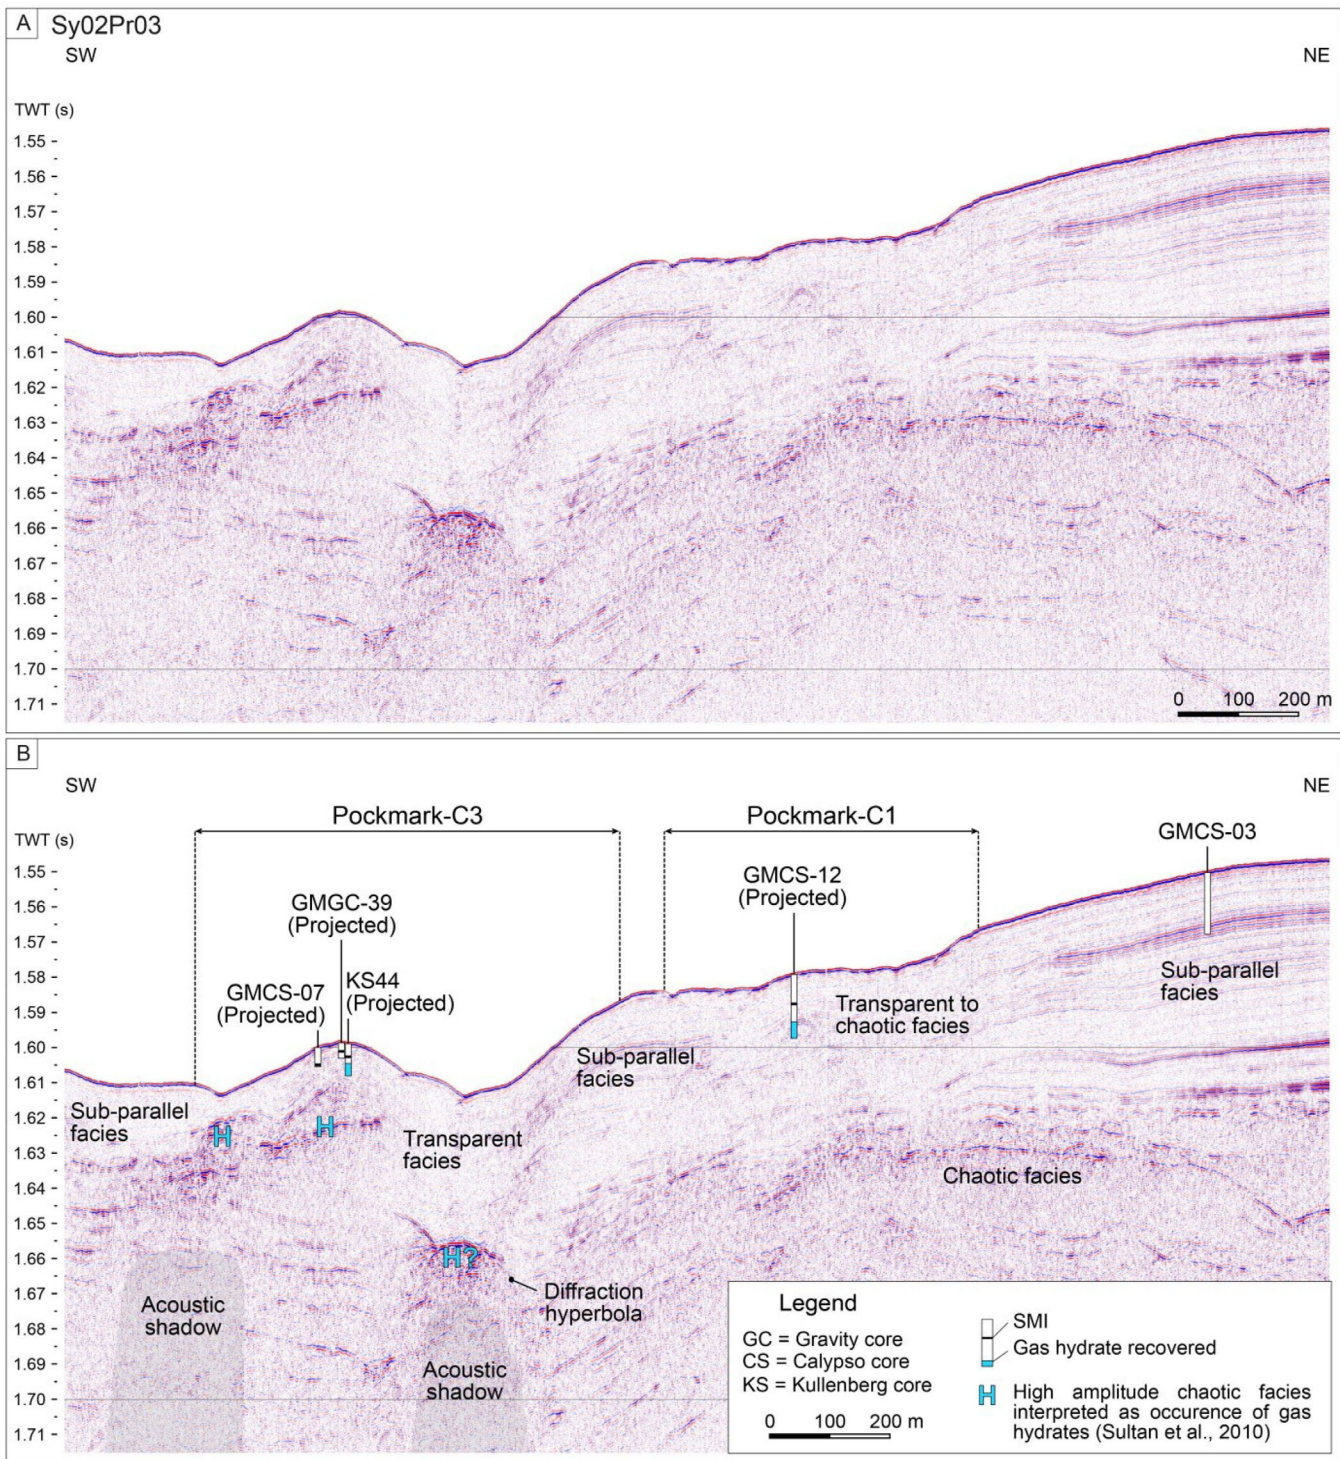 A Sy02Pr03
SW NE
TWT (s)
1.55
1.56
1.57
1.58
1.59
1.60
1.61
1.62
1.63
1.64
1.65
1.66
1.67
1.68
1.69
1.70
1.71
0 100 200 m
B
SW NE
Pockmark-C3 Pockmark-C1
TWT (s)
GMCS-03
1.55
GMCS-12
(Projected)
1.56
GMGC-39
(Projected)
1.57
GMCS-07
(Projected)
KS44
(Projected)
1.58
Sub-parallel
facies
Transparent to
chaotic facies
1.59
1.60
Sub-parallel
facies
1.61
Sub-parallel
facies
1.62
H H
Transparent
facies
1.63
Chaotic facies
1.64
1.65
1.66
H?
Diffraction
hyperbola
1.67
Acoustic
shadow
1.68
1.69
Acoustic
shadow
1.70
1.71
Legend
GC = Gravity core
CS = Calypso core
KS = Kullenberg core
0 100 200 m
SMI
Gas hydrate recovered
H High amplitude chaotic facies
interpreted as occurence of gas
hydrates (Sultan et al., 2010)